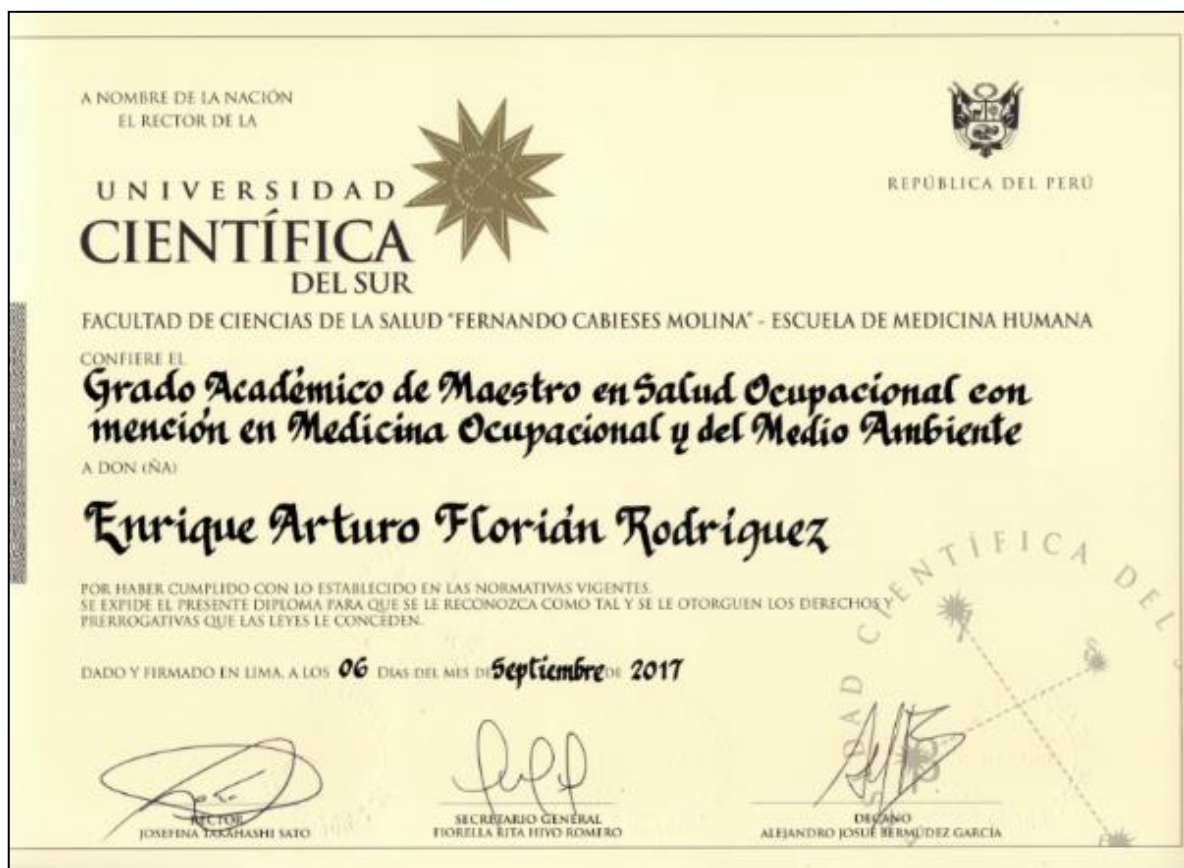 A NOMBRE DE LA NACIÓN
EL RECTOR DE LA
REPÚBLICA DEL PERÚ
UNIVERSIDAD
CIENTÍFICA
DEL SUR
FACULTAD DE CIENCIAS DE LA SALUD "FERNANDO CABIESES MOLINA" - ESCUELA DE MEDICINA HUMANA
CONFIERE EL
Grado Académico de Maestro en Salud Ocupacional con
mención en Medicina Ocupacional y del Medio Ambiente
A DON (ÑA)
Enrique Arturo Florián Rodríguez
POR HABER CUMPLIDO CON LO ESTABLECIDO EN LAS NORMATIVAS VIGENTES.
SE EXPIDE EL PRESENTE DIPLOMA PARA QUE SE LE RECONOZCA COMO TAL Y SE LE OTORGUEN LOS DERECHOS Y
PRERROGATIVAS QUE LAS LEYES LE CONCEDEN.
DADO Y FIRMADO EN LIMA, A LOS 06 DÍAS DEL MES DE Septiembre DE 2017
RECTOR
JOSEFINA TAKAHASHI SATO
SECRETARIO GENERAL
FIORELLA RITA HIYO ROMERO
DECANO
ALEJANDRO JOSUÉ BERMÚDEZ GARCÍA
DAD CIENTÍFICA DEL S